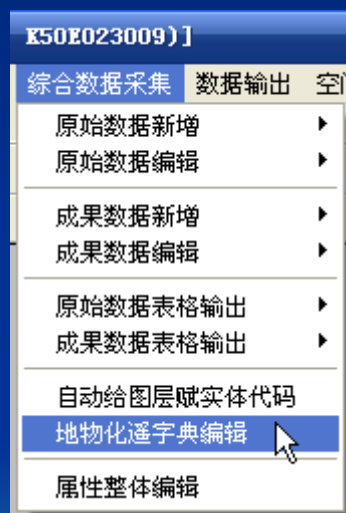 K50E023009)]
综合数据采集 数据输出
原始数据新增
原始数据编辑
成果数据新增
成果数据编辑
原始数据表格输出
成果数据表格输出
自动给图层赋实体代码
地物化遥字典编辑
属性整体编辑